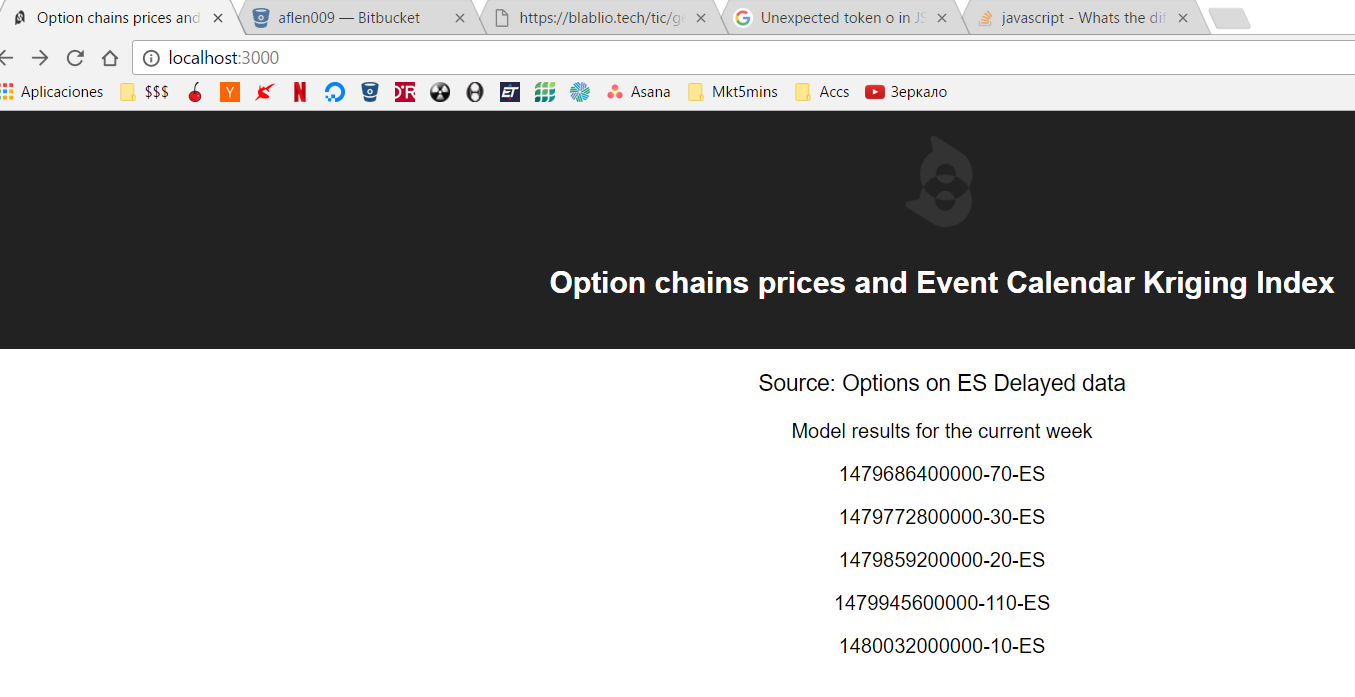 Option chains prices and
aflen009 — Bitbucket
https://blablio.tech/tic/g
Unexpected token o in JS
javascript - Whats the dif
localhost:3000
Aplicaciones
$$$
Y
N
ET
Asana
Mkt5mins
Accs
Зеркало
Option chains prices and Event Calendar Kriging Index
Source: Options on ES Delayed data
Model results for the current week
1479686400000-70-ES
1479772800000-30-ES
1479859200000-20-ES
1479945600000-110-ES
1480032000000-10-ES